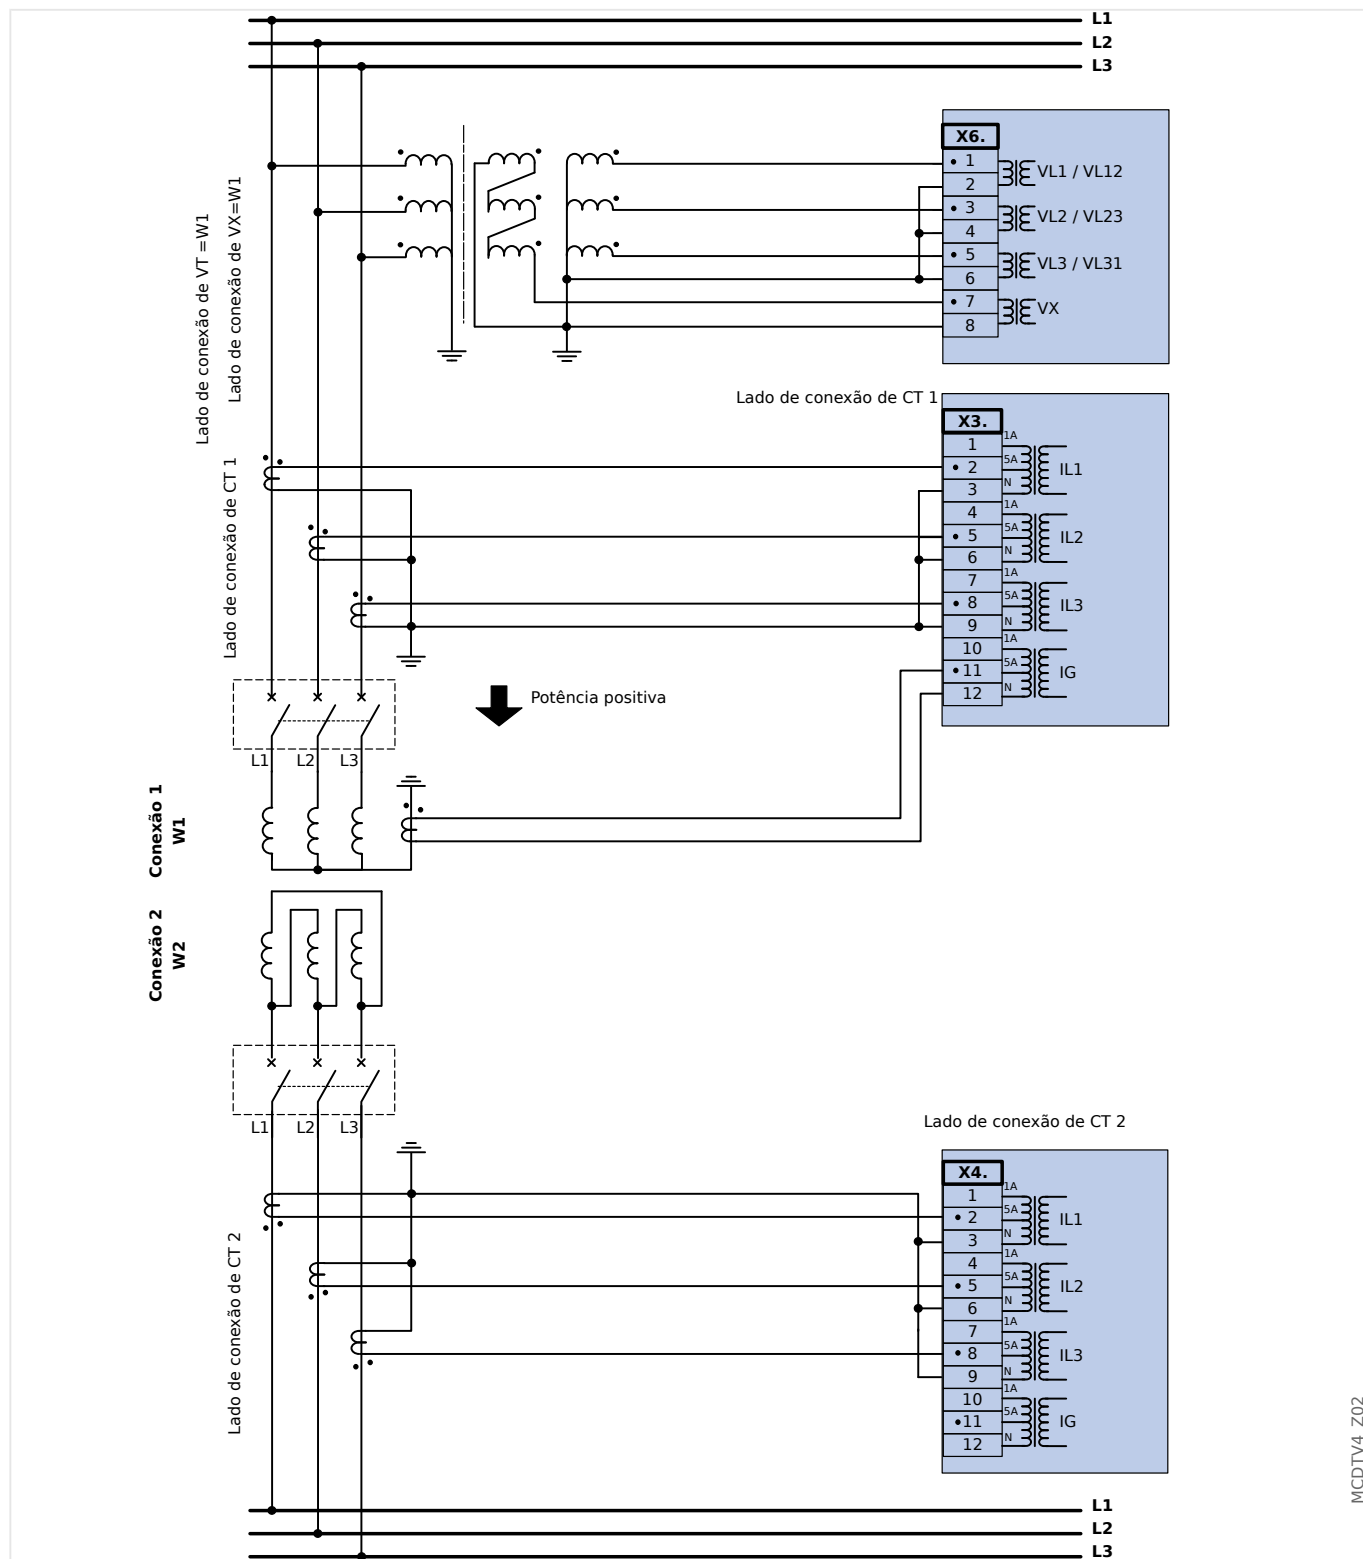 L1
L2
L3
X6.
1
2
3
4
5
6
7
8
VL1 / VL12
VL2 / VL23
VL3 / VL31
VX
Lado de conexão de VT =W1
Lado de conexão de VX=W1
Lado de conexão de CT 1
X3.
1
2
3
4
5
6
7
8
9
10
11
12
1A
5A
N
IL1
1A
5A
N
IL2
1A
5A
N
IL3
1A
5A
N
IG
Lado de conexão de CT 1
Potência positiva
L1
L2
L3
Conexão 1
W1
Conexão 2
W2
L1
L2
L3
Lado de conexão de CT 2
X4.
1
2
3
4
5
6
7
8
9
10
11
12
1A
5A
N
IL1
1A
5A
N
IL2
1A
5A
N
IL3
1A
5A
N
IG
Lado de conexão de CT 2
L1
L2
L3
MCDTV4_Z02